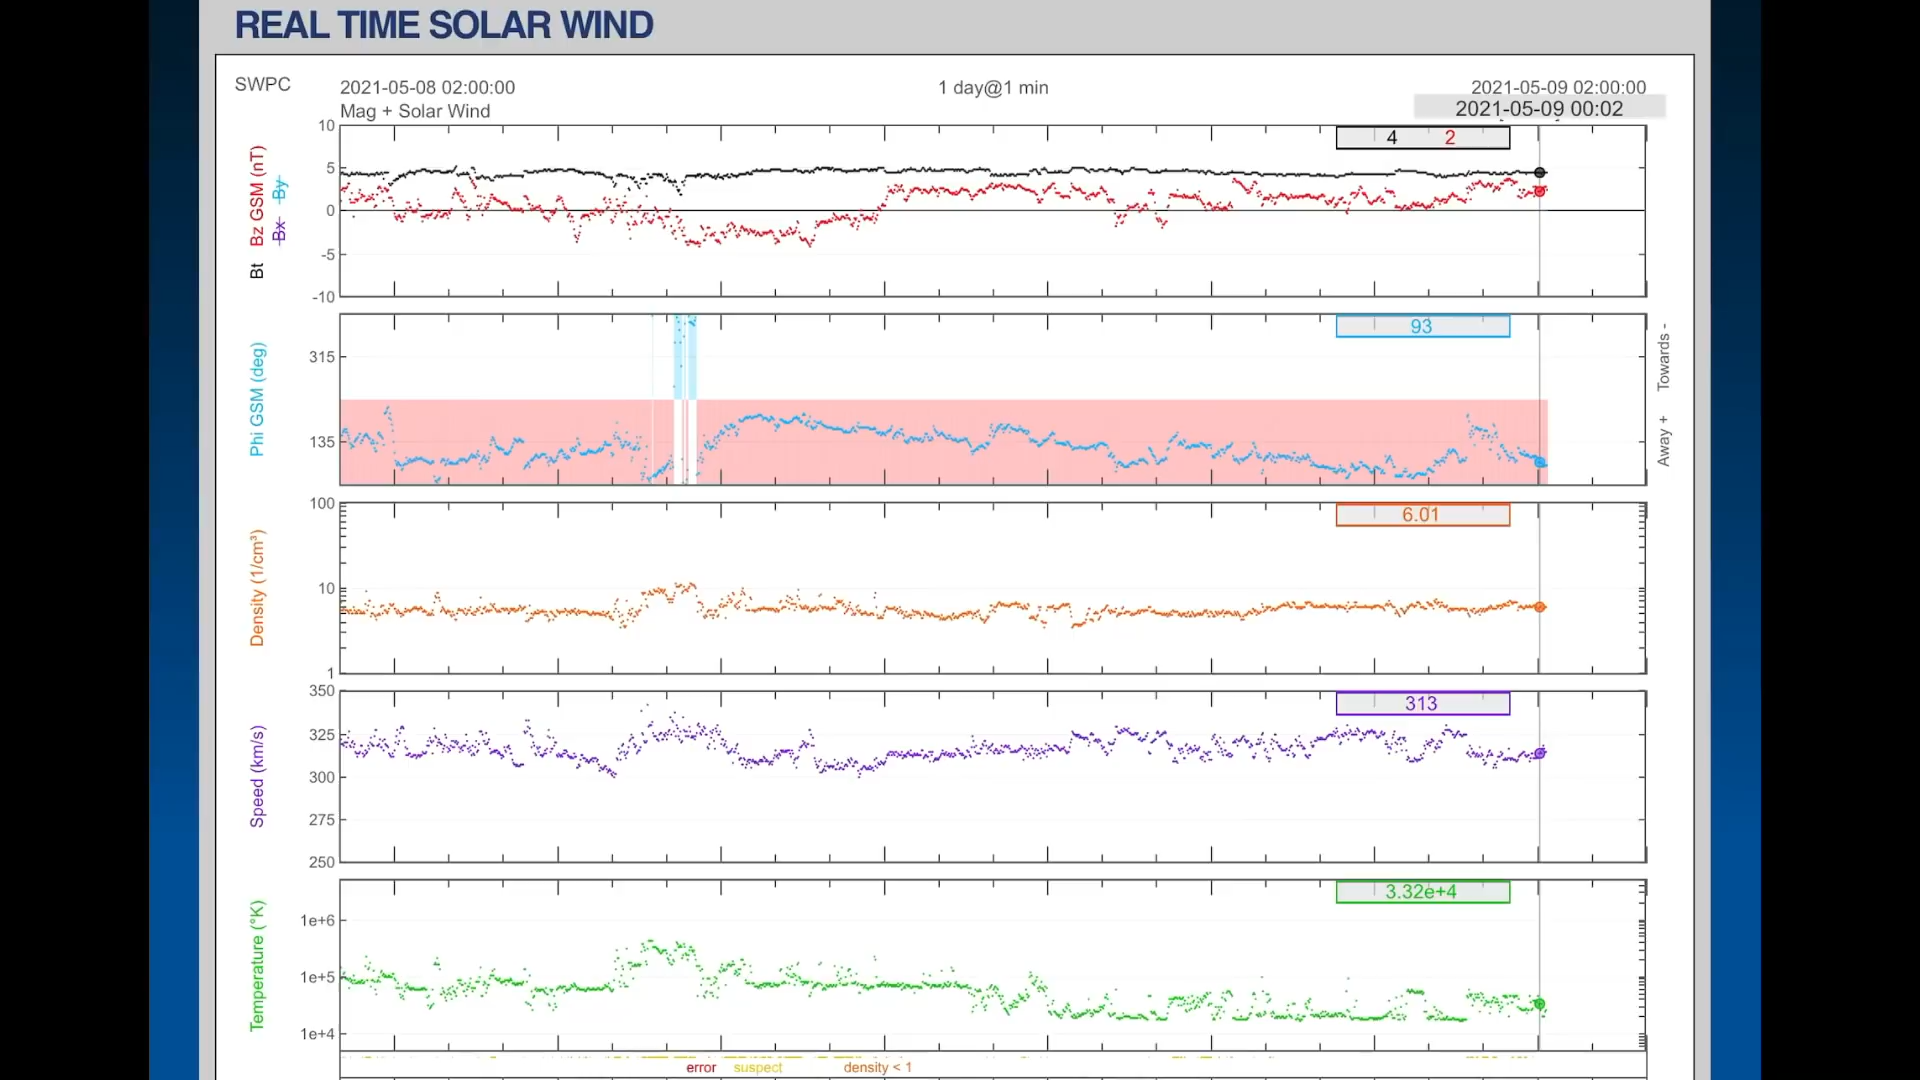 REAL TIME SOLAR WIND
SWPC
2021-05-08 02:00:00
1 day@1 min
2021-05-09 02:00:00
Mag + Solar Wind
2021-05-09 00:02
Bt Bz GSM (nT)
Bx By
10
5
0
-5
-10
4 2
Phi GSM (deg)
315
135
93
Towards -
Away +
Density (1/cm³)
100
10
1
6.01
Speed (km/s)
350
325
300
275
250
313
Temperature (°K)
1e+6
1e+5
1e+4
3.32e+4
error suspect density < 1